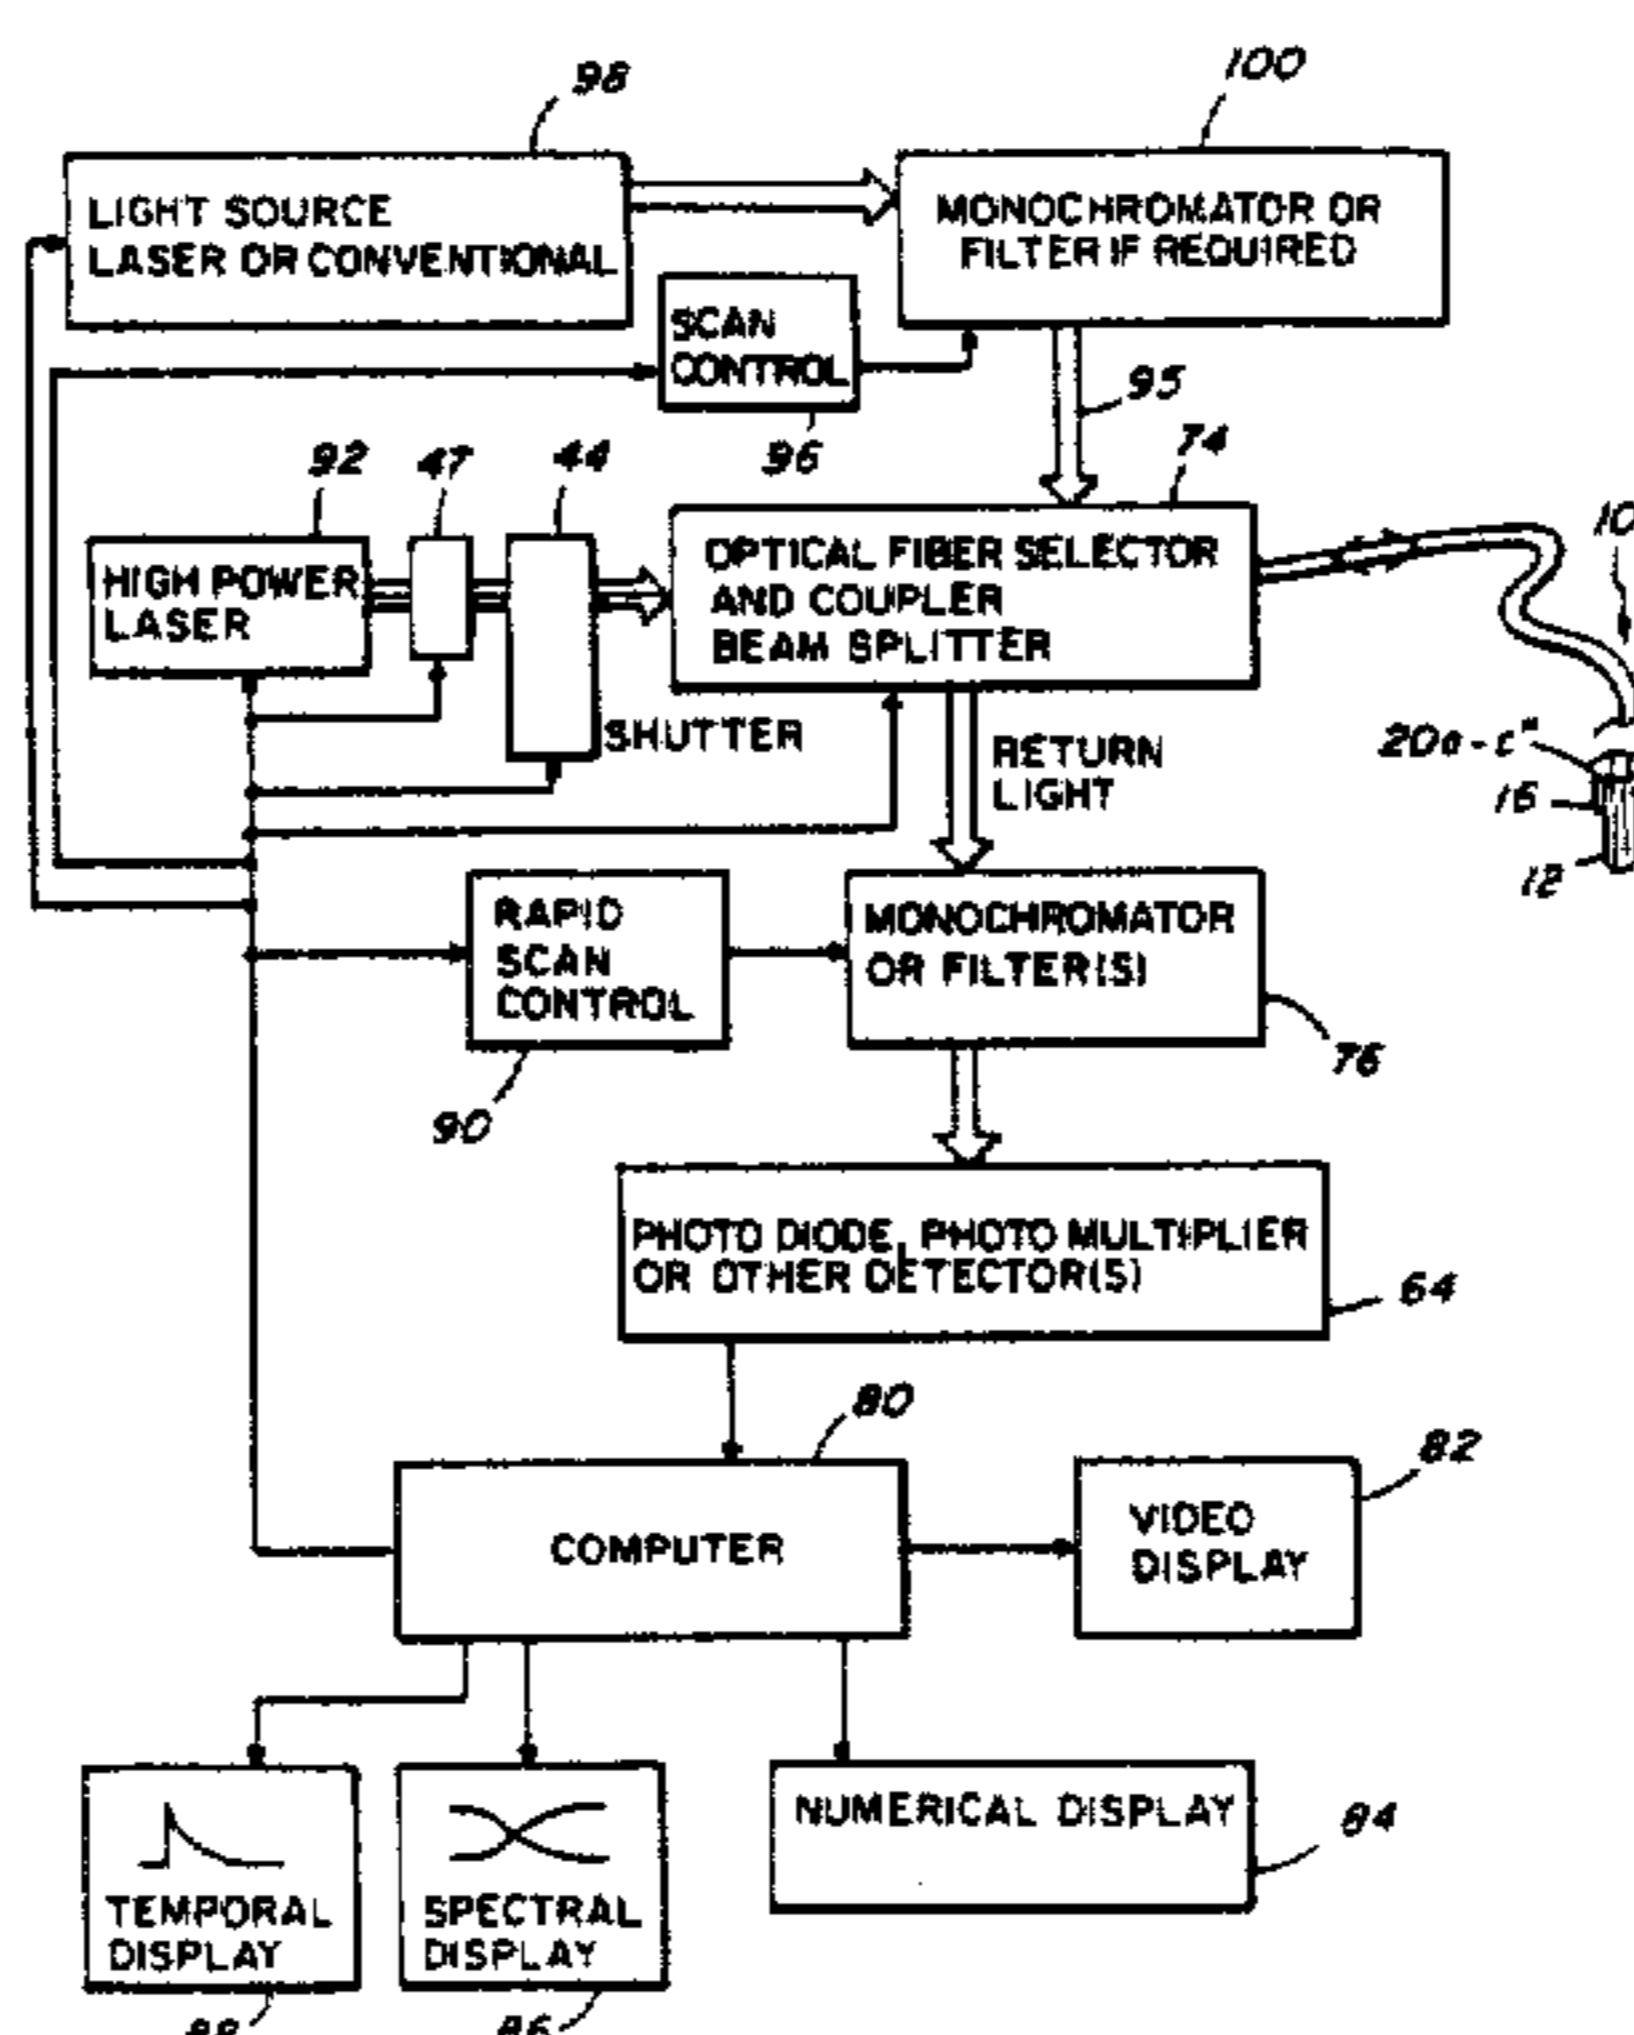 98
100
LIGHT SOURCE
LASER OR CONVENTIONAL
MONOCHROMATOR OR
FILTER IF REQUIRED
SCAN
CONTROL
95
96
74
92
47
44
10
HIGH POWER
LASER
OPTICAL FIBER SELECTOR
AND COUPLER
BEAM SPLITTER
SHUTTER
RETURN
LIGHT
20a-c"
16
12
RAPID
SCAN
CONTROL
MONOCHROMATOR
OR FILTER(S)
76
90
PHOTO DIODE, PHOTO MULTIPLIER
OR OTHER DETECTOR(S)
64
80
82
COMPUTER
VIDEO
DISPLAY
NUMERICAL DISPLAY
84
TEMPORAL
DISPLAY
SPECTRAL
DISPLAY
88
86